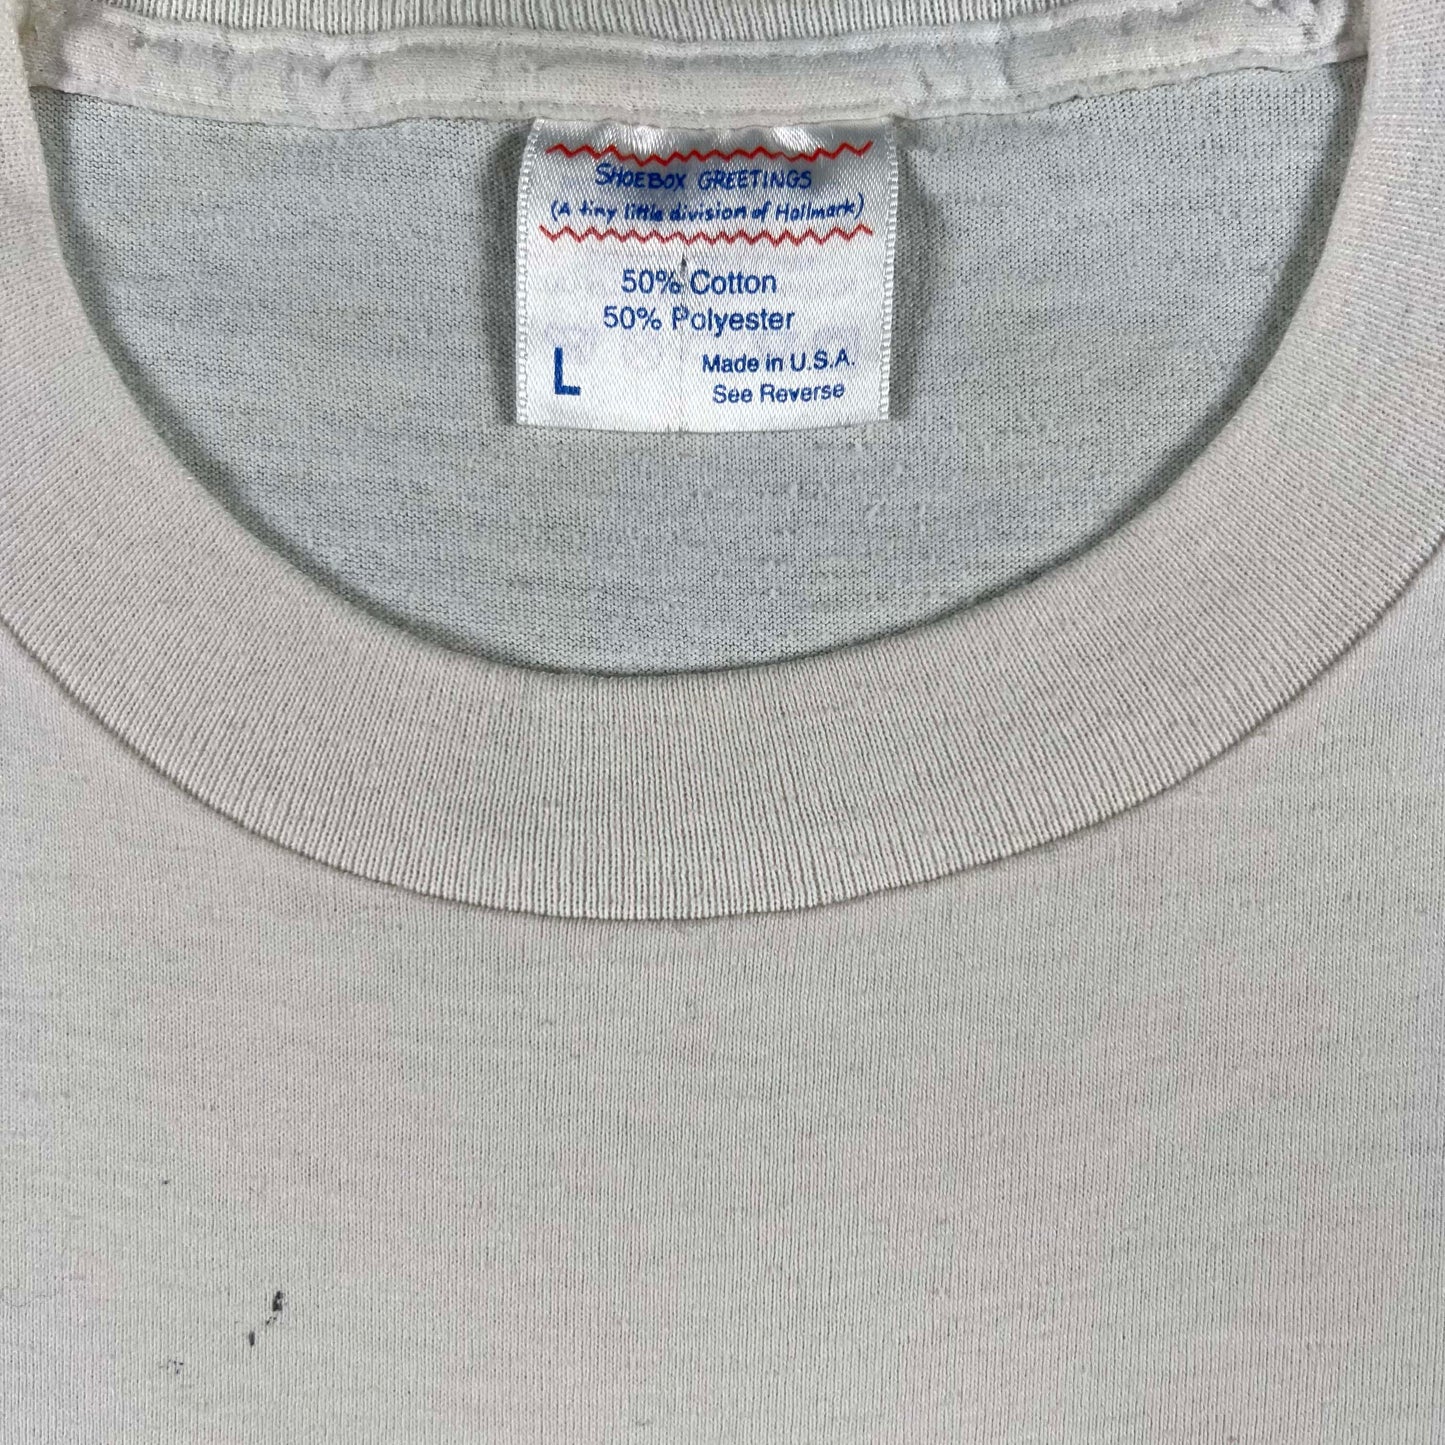 SHOEBOX GREETINGS
(A tiny little division of Hallmark)
50% Cotton
50% Polyester
L
Made in U.S.A.
See Reverse